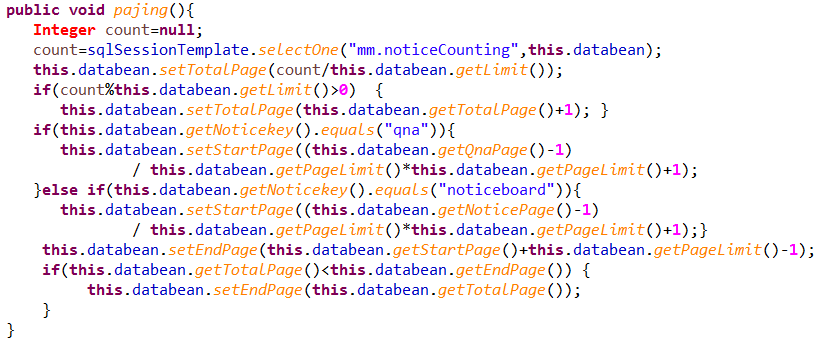 public void pajing(){
Integer count=null;
count=sqlSessionTemplate.selectOne("mm.noticeCounting",this.databean);
this.databean.setTotalPage(count/this.databean.getLimit());
if(count%this.databean.getLimit()>0)  {
this.databean.setTotalPage(this.databean.getTotalPage()+1); }
if(this.databean.getNoticekey().equals("qna")){
this.databean.setStartPage((this.databean.getQnaPage()-1)
/ this.databean.getPageLimit()*this.databean.getPageLimit()+1);
}else if(this.databean.getNoticekey().equals("noticeboard")){
this.databean.setStartPage((this.databean.getNoticePage()-1)
/ this.databean.getPageLimit()*this.databean.getPageLimit()+1);}
this.databean.setEndPage(this.databean.getStartPage()+this.databean.getPageLimit()-1);
if(this.databean.getTotalPage()<this.databean.getEndPage()) {
this.databean.setEndPage(this.databean.getTotalPage());
}
}